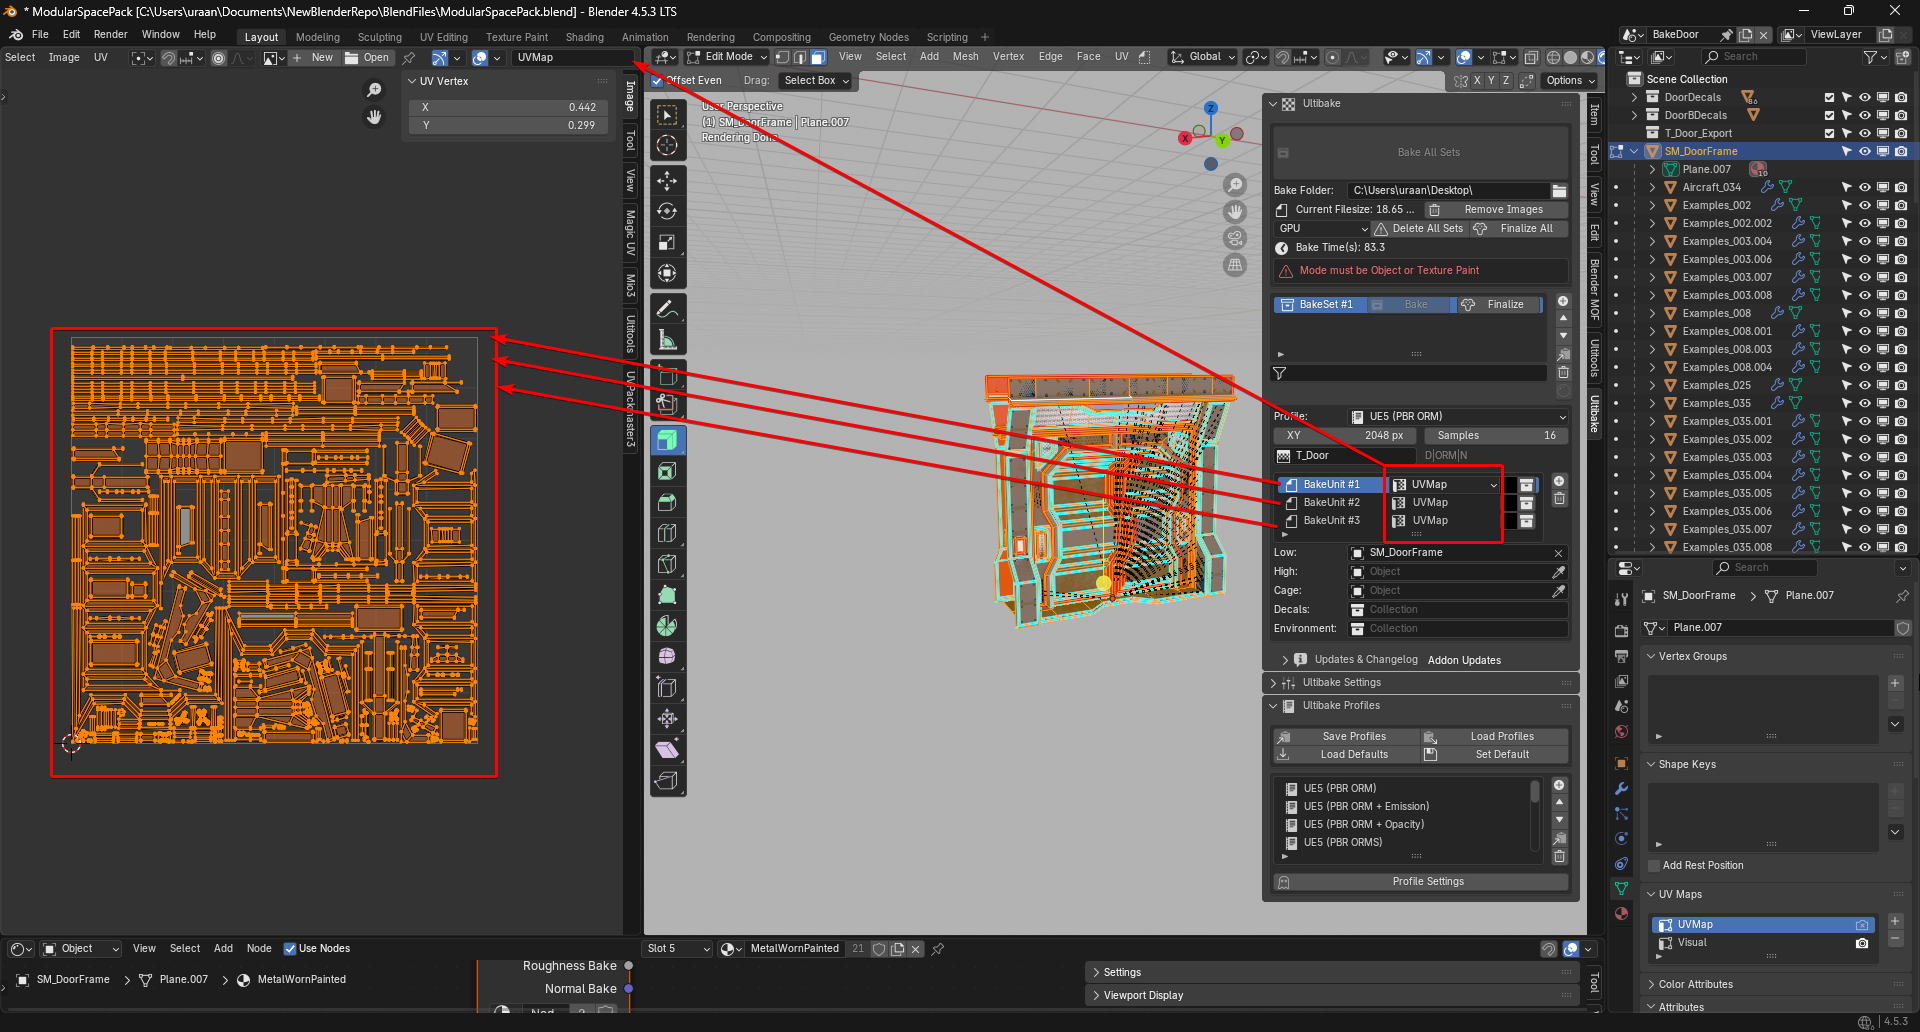 * ModularSpacePack [C:\Users\uraan\Documents\NewBlenderRepo\BlendFiles\ModularSpacePack.blend] - Blender 4.5.3 LTS
File Edit Render Window Help Layout Modeling Sculpting UV Editing Texture Paint Shading Animation Rendering Compositing Geometry Nodes Scripting +
BakeDoor ViewLayer
Select Image UV New Open UVMap
Edit Mode View Select Add Mesh Vertex Edge Face UV Global
Search
Offset Even Drag: Select Box
X Y Z Options
UV Vertex
X 0.442
Y 0.299
Image
Tool
View
Magic UV
Mio3
Ultitools
UVPackmaster3
User Perspective
(1) SM_DoorFrame | Plane.007
Rendering Done
Z
X
Y
Ultibake
Bake All Sets
Bake Folder: C:\Users\uraan\Desktop\
Current Filesize: 18.65 ... Remove Images
GPU Delete All Sets Finalize All
Bake Time(s): 83.3
Mode must be Object or Texture Paint
BakeSet #1 Bake Finalize
Profile: UE5 (PBR ORM)
XY 2048 px Samples 16
T_Door D|ORM|N
BakeUnit #1 UVMap
BakeUnit #2 UVMap
BakeUnit #3 UVMap
Low: SM_DoorFrame
High: Object
Cage: Object
Decals: Collection
Environment: Collection
Updates & Changelog Addon Updates
Ultibake Settings
Ultibake Profiles
Save Profiles Load Profiles
Load Defaults Set Default
UE5 (PBR ORM)
UE5 (PBR ORM + Emission)
UE5 (PBR ORM + Opacity)
UE5 (PBR ORMS)
Profile Settings
Item
Tool
View
Edit
Blender MOF
Ultitools
Ultibake
Scene Collection
DoorDecals 86
DoorBDecals
T_Door_Export
SM_DoorFrame
Plane.007 10
Aircraft_034
Examples_002
Examples_002.002
Examples_003.004
Examples_003.006
Examples_003.007
Examples_003.008
Examples_008
Examples_008.001
Examples_008.003
Examples_008.004
Examples_025
Examples_035
Examples_035.001
Examples_035.002
Examples_035.003
Examples_035.004
Examples_035.005
Examples_035.006
Examples_035.007
Examples_035.008
Search
SM_DoorFrame Plane.007
Plane.007
Vertex Groups
Shape Keys
Add Rest Position
UV Maps
UVMap
Visual
Color Attributes
Attributes
Object View Select Add Node Use Nodes Slot 5 MetalWornPainted 21
SM_DoorFrame Plane.007 MetalWornPainted
Roughness Bake
Normal Bake
Settings
Viewport Display
Tool
4.5.3